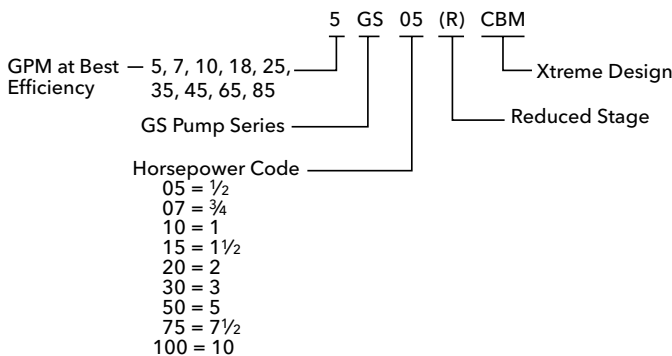 5 GS 05 (R) CBM
GPM at Best Efficiency — 5, 7, 10, 18, 25, 35, 45, 65, 85
Xtreme Design
GS Pump Series
Reduced Stage
Horsepower Code
05 = ½
07 = ¾
10 = 1
15 = 1½
20 = 2
30 = 3
50 = 5
75 = 7½
100 = 10